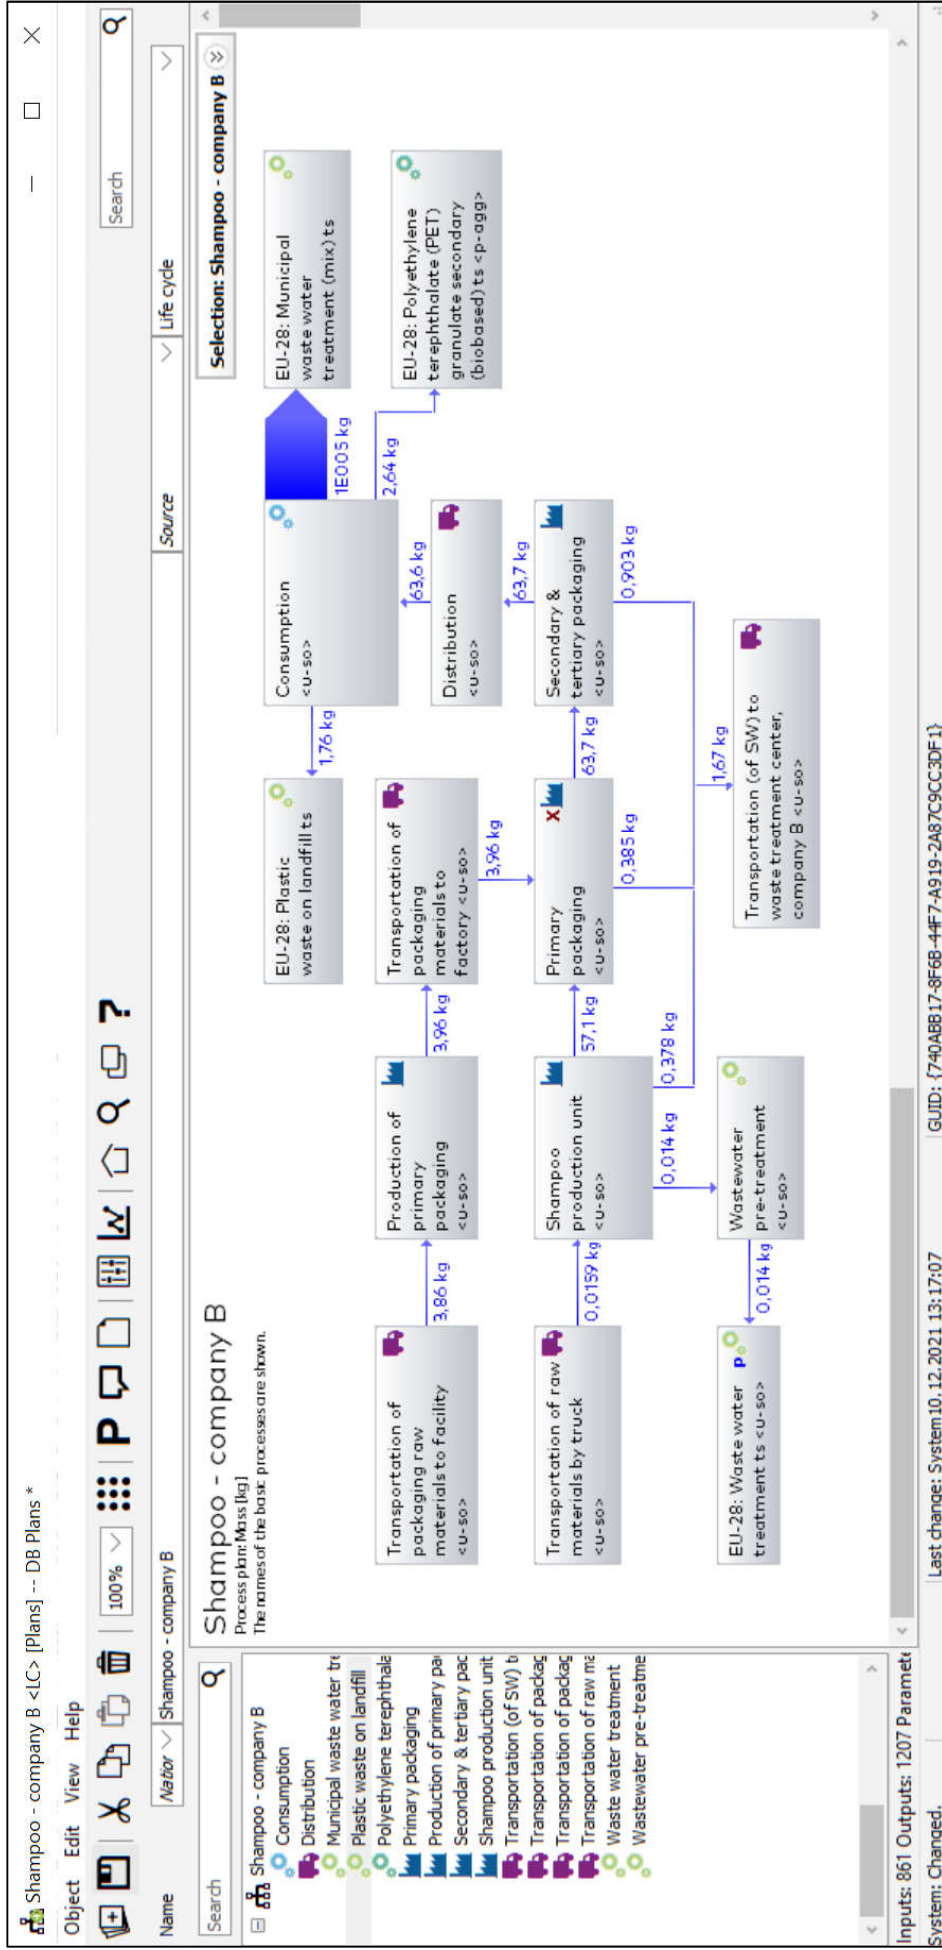 Shampoo - company B <LC> [Plans] -- DB Plans *
Object Edit View Help
100%
P
?
Search
Name
Nation
Shampoo - company B
Source
Life cycle
Search
Shampoo - company B
Consumption
Distribution
Municipal waste water tre
Plastic waste on landfill
Polyethylene terephthala
Primary packaging
Production of primary pa
Secondary & tertiary pac
Shampoo production unit
Transportation (of SW) b
Transportation of packag
Transportation of packag
Transportation of raw ma
Waste water treatment
Wastewater pre-treatme
Shampoo - company B
Process plan: Mass [kg]
The names of the basic processes are shown.
Selection: Shampoo - company B
EU-28: Plastic
waste on landfill ts
1,76 kg
Consumption
<u-so>
1E005 kg
EU-28: Municipal
waste water
treatment (mix) ts
2,64 kg
EU-28: Polyethylene
terephthalate (PET)
granulate secondary
(biobased) ts <p-agg>
Transportation of
packaging raw
materials to facility
<u-so>
3,86 kg
Production of
primary
packaging
<u-so>
3,96 kg
Transportation of
packaging
materials to
factory <u-so>
3,96 kg
63,6 kg
Distribution
<u-so>
63,7 kg
Transportation of raw
materials by truck
<u-so>
0,0159 kg
Shampoo
production unit
<u-so>
57,1 kg
Primary
packaging
<u-so>
x
63,7 kg
Secondary &
tertiary packaging
<u-so>
0,014 kg
0,378 kg
0,385 kg
0,903 kg
1,67 kg
EU-28: Waste water
treatment ts <u-so>
P
0,014 kg
Wastewater
pre-treatment
<u-so>
Transportation (of SW) to
waste treatment center,
company B <u-so>
Inputs: 861 Outputs: 1207 Paramete
System: Changed.
Last change: System10.12.2021 13:17:07
GUID: {740ABB17-8F6B-44F7-A919-2A87C9CC3DF1}